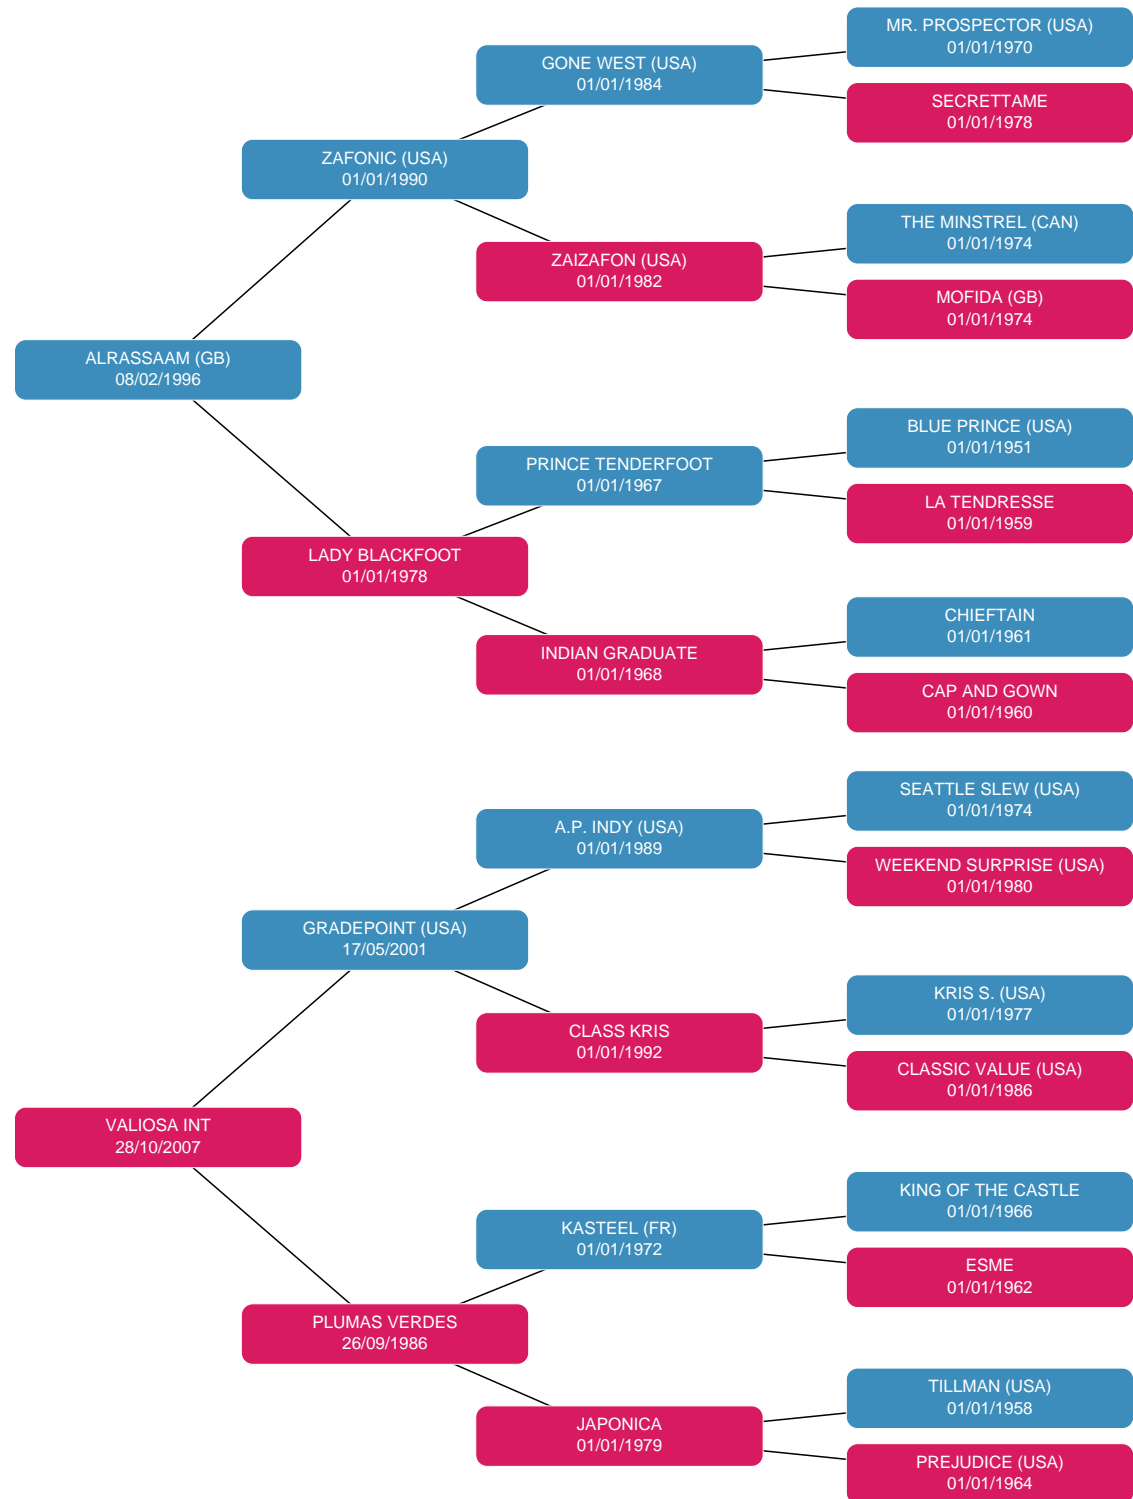 MR. PROSPECTOR (USA)
01/01/1970
GONE WEST (USA)
01/01/1984
SECRETTAME
01/01/1978
ZAFONIC (USA)
01/01/1990
THE MINSTREL (CAN)
01/01/1974
ZAIZAFON (USA)
01/01/1982
MOFIDA (GB)
01/01/1974
ALRASSAAM (GB)
08/02/1996
BLUE PRINCE (USA)
01/01/1951
PRINCE TENDERFOOT
01/01/1967
LA TENDRESSE
01/01/1959
LADY BLACKFOOT
01/01/1978
CHIEFTAIN
01/01/1961
INDIAN GRADUATE
01/01/1968
CAP AND GOWN
01/01/1960
SEATTLE SLEW (USA)
01/01/1974
A.P. INDY (USA)
01/01/1989
WEEKEND SURPRISE (USA)
01/01/1980
GRADEPOINT (USA)
17/05/2001
KRIS S. (USA)
01/01/1977
CLASS KRIS
01/01/1992
CLASSIC VALUE (USA)
01/01/1986
VALIOSA INT
28/10/2007
KING OF THE CASTLE
01/01/1966
KASTEEL (FR)
01/01/1972
ESME
01/01/1962
PLUMAS VERDES
26/09/1986
TILLMAN (USA)
01/01/1958
JAPONICA
01/01/1979
PREJUDICE (USA)
01/01/1964